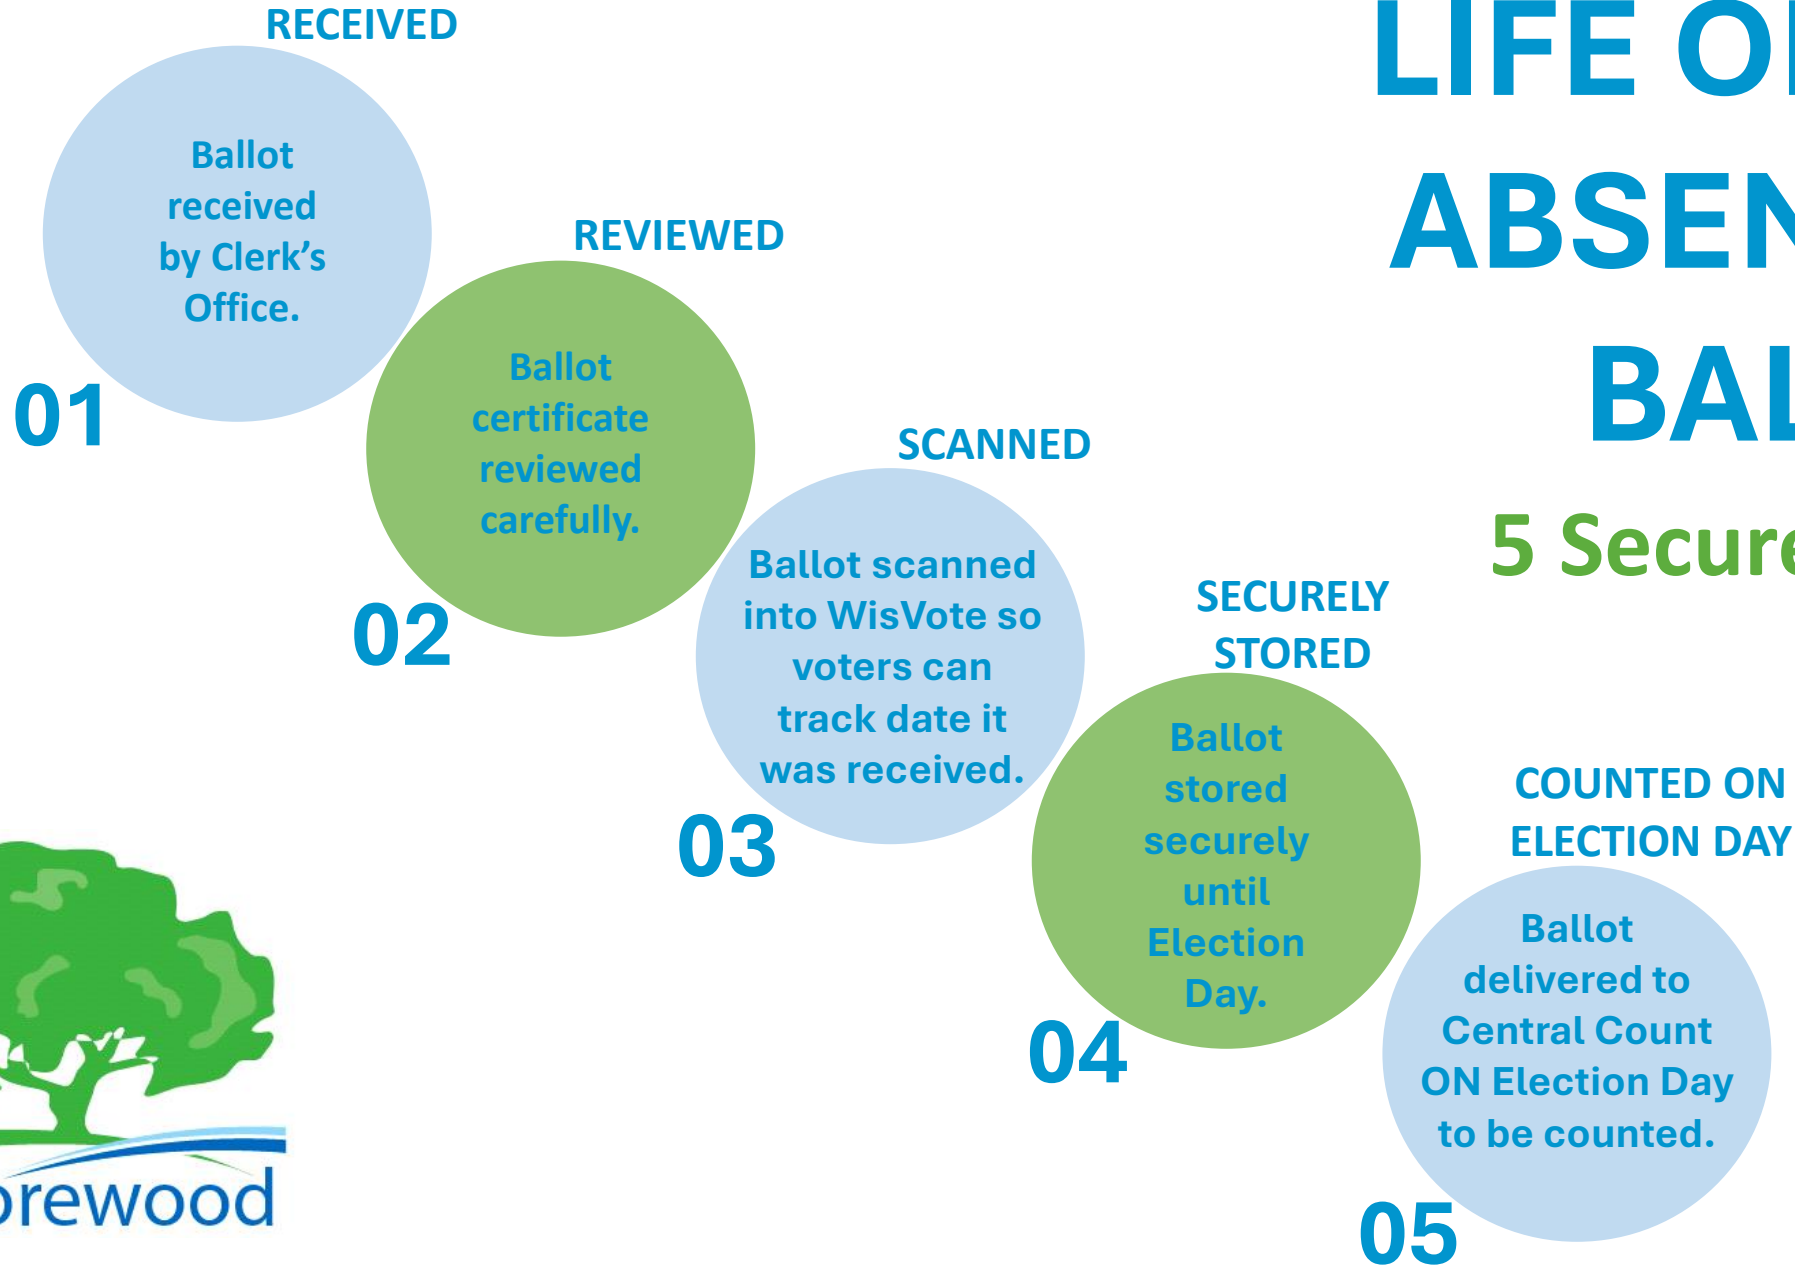 LIFE O
ABSEN
BAL
5 Secure
RECEIVED
Ballot
received
by Clerk's
Office.
01
REVIEWED
Ballot
certificate
reviewed
carefully.
02
SCANNED
Ballot scanned
into WisVote so
voters can
track date it
was received.
03
SECURELY
STORED
Ballot
stored
securely
until
Election
Day.
04
COUNTED ON
ELECTION DAY
Ballot
delivered to
Central Count
ON Election Day
to be counted.
05
orewood